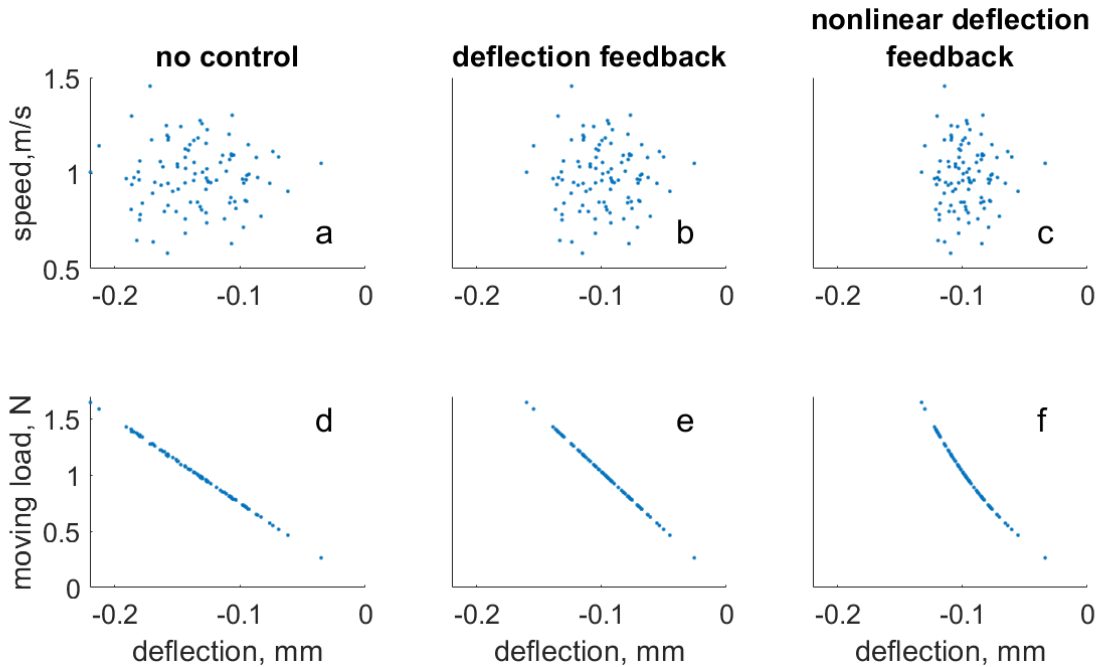 no control
deflection feedback
nonlinear deflection
feedback
speed,m/s
1.5
1
0.5
a
b
c
-0.2
-0.1
0
-0.2
-0.1
0
-0.2
-0.1
0
moving load, N
1.5
1
0.5
0
d
e
f
-0.2
-0.1
0
-0.2
-0.1
0
-0.2
-0.1
0
deflection, mm
deflection, mm
deflection, mm